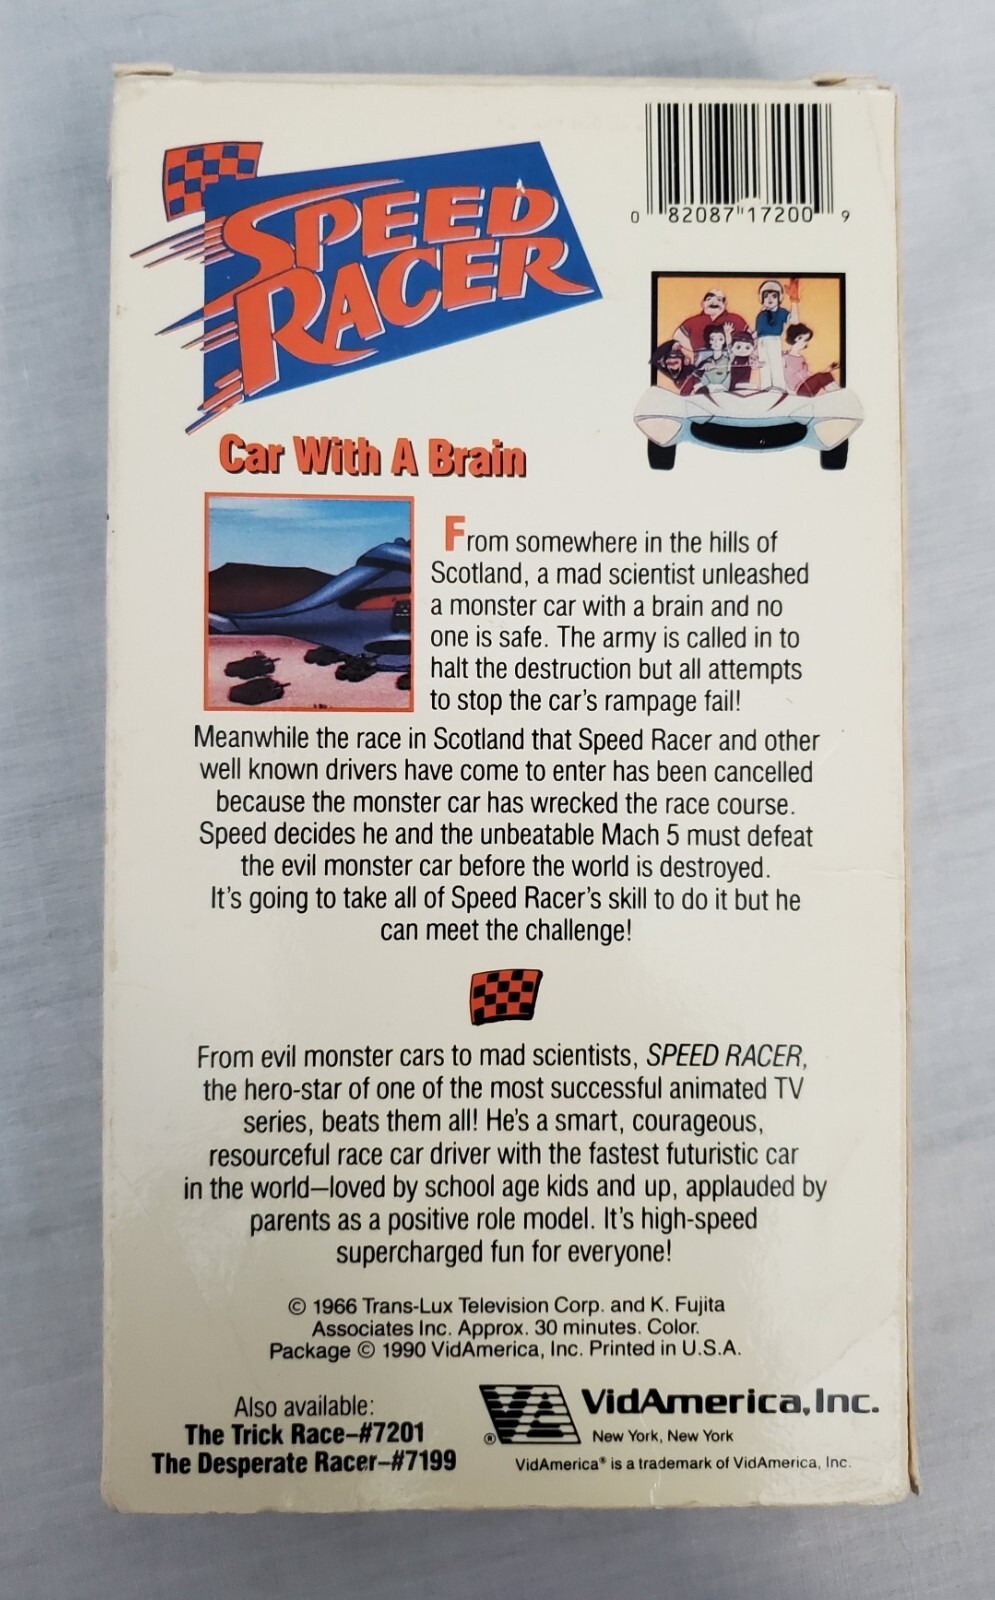 SPEED
RACER
0 82087 17200 9
Car With A Brain
From somewhere in the hills of
Scotland, a mad scientist unleashed
a monster car with a brain and no
one is safe. The army is called in to
halt the destruction but all attempts
to stop the car's rampage fail!
Meanwhile the race in Scotland that Speed Racer and other
well known drivers have come to enter has been cancelled
because the monster car has wrecked the race course.
Speed decides he and the unbeatable Mach 5 must defeat
the evil monster car before the world is destroyed.
It's going to take all of Speed Racer's skill to do it but he
can meet the challenge!
From evil monster cars to mad scientists, SPEED RACER,
the hero-star of one of the most successful animated TV
series, beats them all! He's a smart, courageous,
resourceful race car driver with the fastest futuristic car
in the world—loved by school age kids and up, applauded by
parents as a positive role model. It's high-speed
supercharged fun for everyone!
© 1966 Trans-Lux Television Corp. and K. Fujita
Associates Inc. Approx. 30 minutes. Color.
Package © 1990 VidAmerica, Inc. Printed in U.S.A.
Also available:
The Trick Race–#7201
The Desperate Racer–#7199
VA ®
VidAmerica, Inc.
New York, New York
VidAmerica® is a trademark of VidAmerica, Inc.